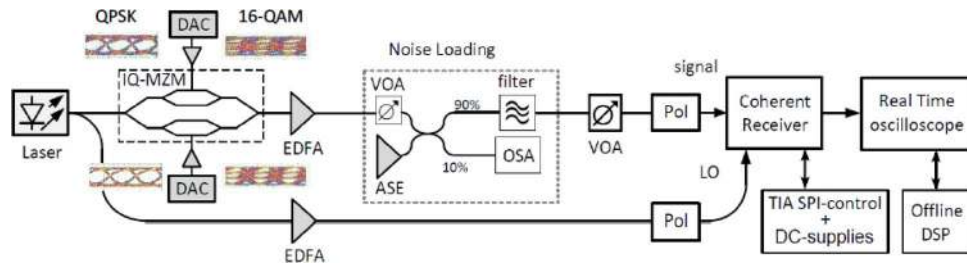 QPSK
DAC
16-QAM
IQ-MZM
Laser
DAC
EDFA
Noise Loading
VOA
90%
filter
10%
OSA
ASE
VOA
signal
Pol
Coherent
Receiver
Real Time
oscilloscope
LO
EDFA
Pol
TIA SPI-control
+
DC-supplies
Offline
DSP